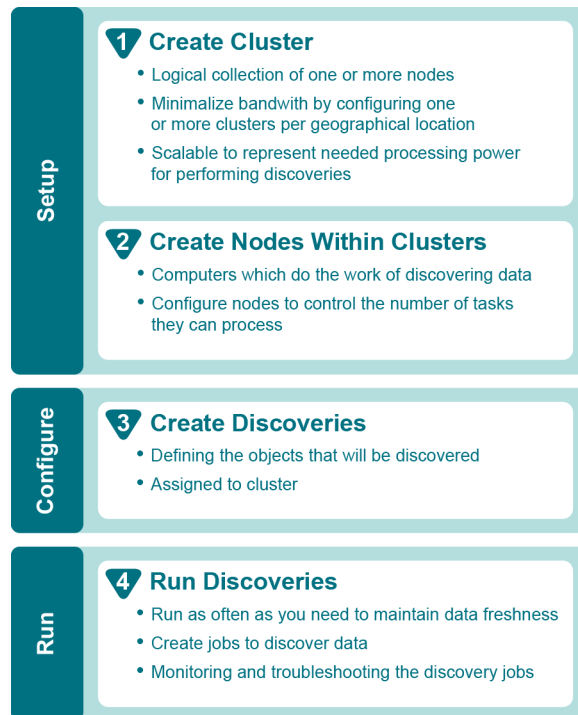 Setup
1 Create Cluster
• Logical collection of one or more nodes
• Minimalize bandwith by configuring one
or more clusters per geographical location
• Scalable to represent needed processing power
for performing discoveries
2 Create Nodes Within Clusters
• Computers which do the work of discovering data
• Configure nodes to control the number of tasks
they can process
Configure
3 Create Discoveries
• Defining the objects that will be discovered
• Assigned to cluster
Run
4 Run Discoveries
• Run as often as you need to maintain data freshness
• Create jobs to discover data
• Monitoring and troubleshooting the discovery jobs